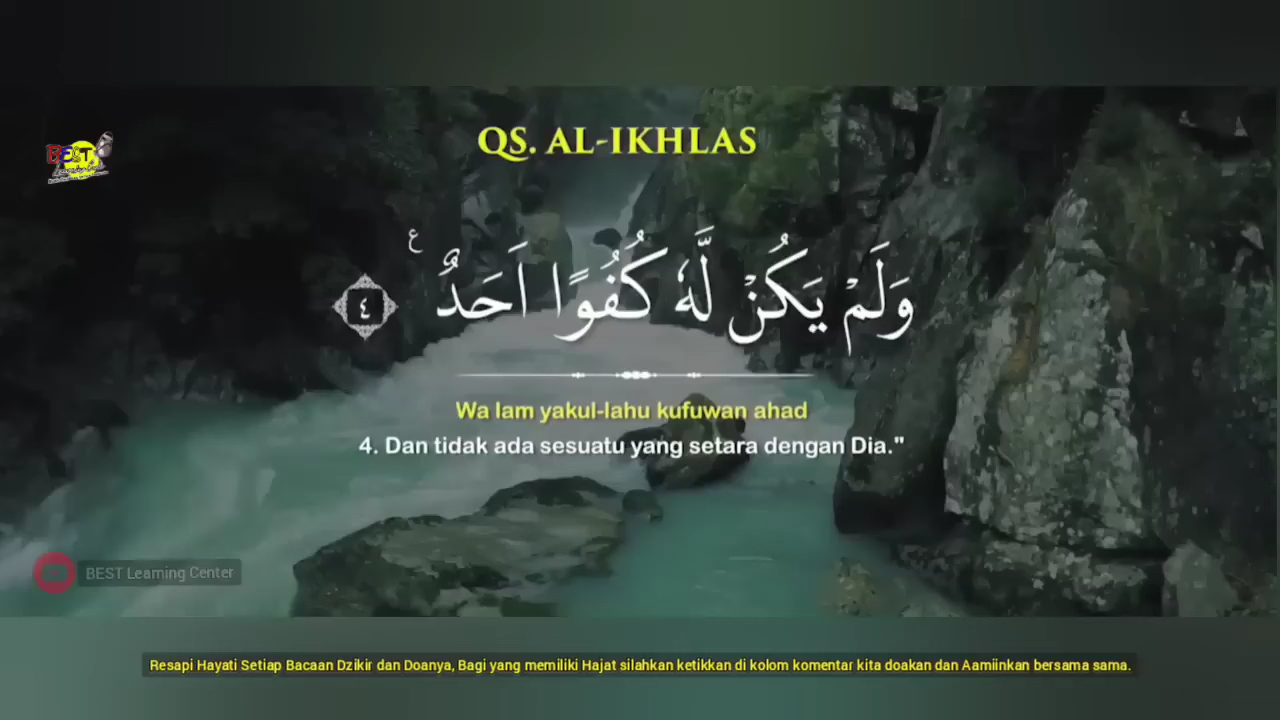 BEST
QS. AL-IKHLAS
وَلَمْ يَكُنْ لَّهٗ كُفُوًا اَحَدٌ ࣖ ٤
Wa lam yakul-lahu kufuwan ahad
4. Dan tidak ada sesuatu yang setara dengan Dia."
BEST Learning Center
Resapi Hayati Setiap Bacaan Dzikir dan Doanya, Bagi yang memiliki Hajat silahkan ketikkan di kolom komentar kita doakan dan Aamiinkan bersama sama.